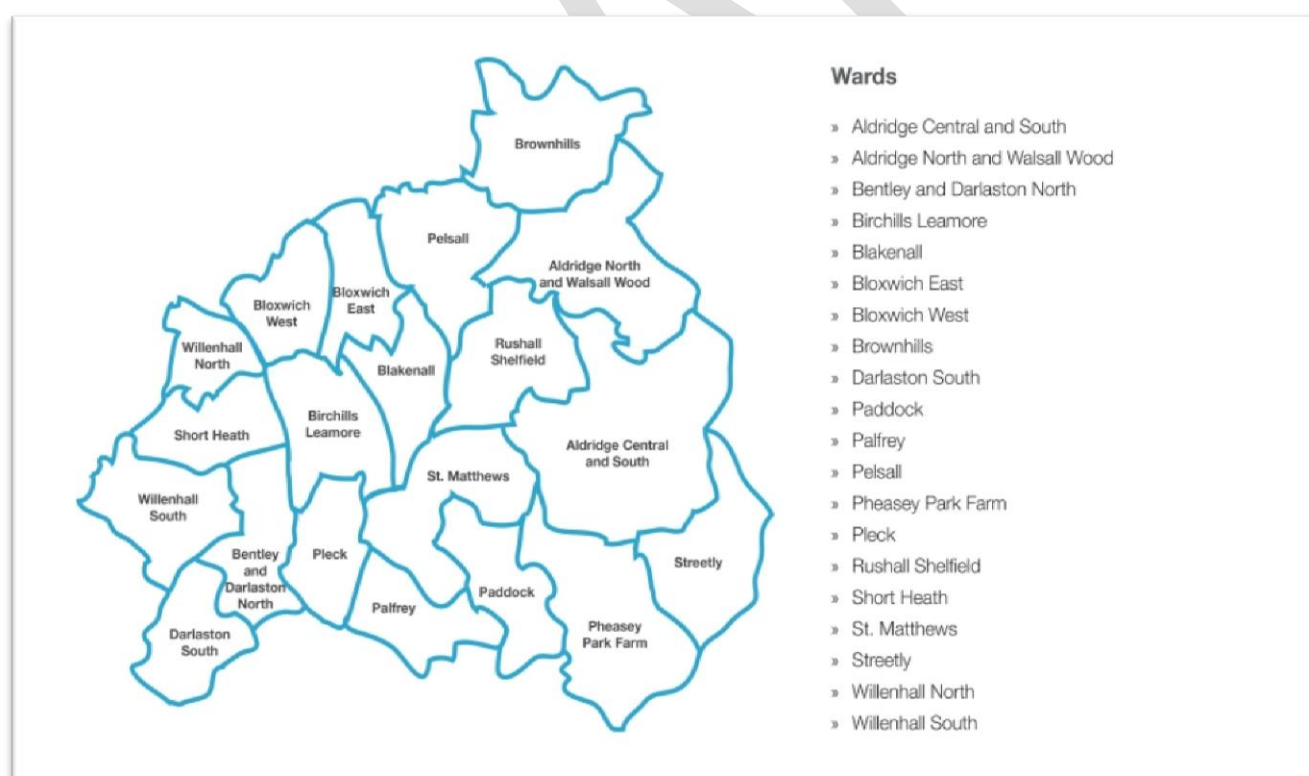 Brownhills
Pelsall
Aldridge North
and Walsall Wood
Bloxwich
East
Bloxwich
West
Willenhall
North
Rushall
Shelfield
Blakenall
Birchills
Leamore
Short Heath
Aldridge Central
and South
St. Matthews
Willenhall
South
Bentley
and
Darlaston
North
Pleck
Streetly
Paddock
Palfrey
Pheasey
Park Farm
Darlaston
South
Wards
» Aldridge Central and South
» Aldridge North and Walsall Wood
» Bentley and Darlaston North
» Birchills Leamore
» Blakenall
» Bloxwich East
» Bloxwich West
» Brownhills
» Darlaston South
» Paddock
» Palfrey
» Pelsall
» Pheasey Park Farm
» Pleck
» Rushall Shelfield
» Short Heath
» St. Matthews
» Streetly
» Willenhall North
» Willenhall South